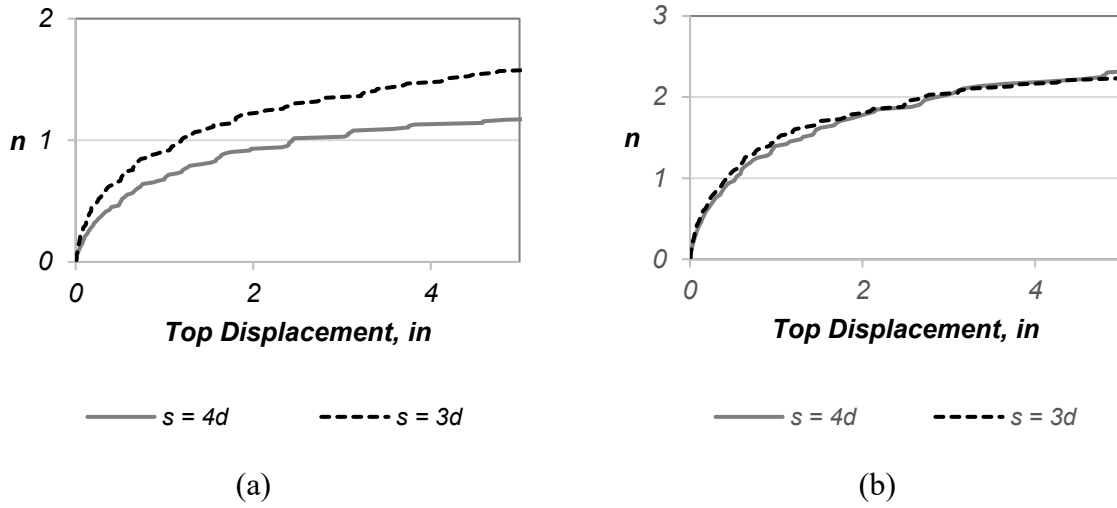 2
1
n
0
0
2
4
Top Displacement, in
s = 4d
s = 3d
(a)
3
2
n
1
0
0
2
4
Top Displacement, in
s = 4d
s = 3d
(b)